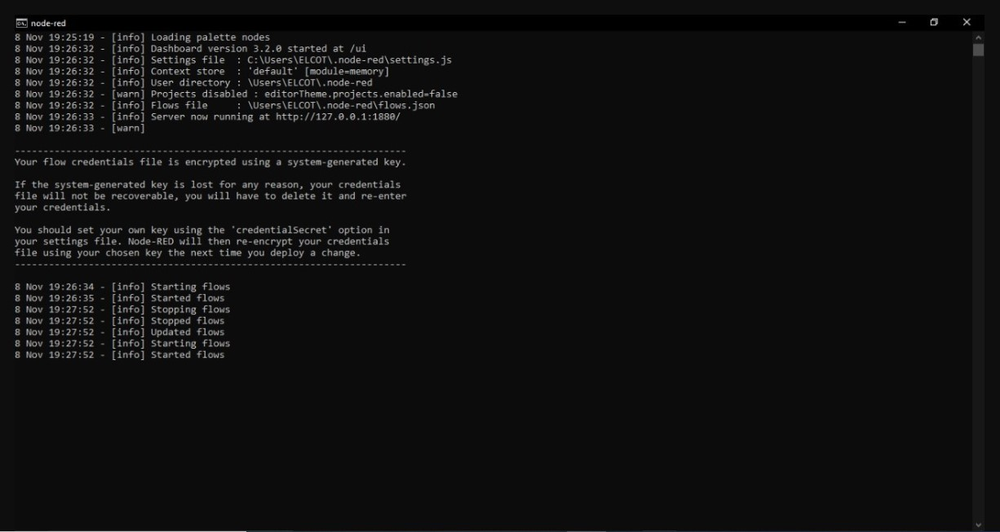 node-red
8 Nov 19:25:19 - [info] Loading palette nodes
8 Nov 19:26:32 - [info] Dashboard version 3.2.0 started at /ui
8 Nov 19:26:32 - [info] Settings file  : C:\Users\ELCOT\.node-red\settings.js
8 Nov 19:26:32 - [info] Context store  : 'default' [module=memory]
8 Nov 19:26:32 - [info] User directory : \Users\ELCOT\.node-red
8 Nov 19:26:32 - [warn] Projects disabled : editorTheme.projects.enabled=false
8 Nov 19:26:32 - [info] Flows file     : \Users\ELCOT\.node-red\flows.json
8 Nov 19:26:33 - [info] Server now running at http://127.0.0.1:1880/
8 Nov 19:26:33 - [warn]
---------------------------------------------------------------------
Your flow credentials file is encrypted using a system-generated key.
If the system-generated key is lost for any reason, your credentials
file will not be recoverable, you will have to delete it and re-enter
your credentials.
You should set your own key using the 'credentialSecret' option in
your settings file. Node-RED will then re-encrypt your credentials
file using your chosen key the next time you deploy a change.
---------------------------------------------------------------------
8 Nov 19:26:34 - [info] Starting flows
8 Nov 19:26:35 - [info] Started flows
8 Nov 19:27:52 - [info] Stopping flows
8 Nov 19:27:52 - [info] Stopped flows
8 Nov 19:27:52 - [info] Updated flows
8 Nov 19:27:52 - [info] Starting flows
8 Nov 19:27:52 - [info] Started flows